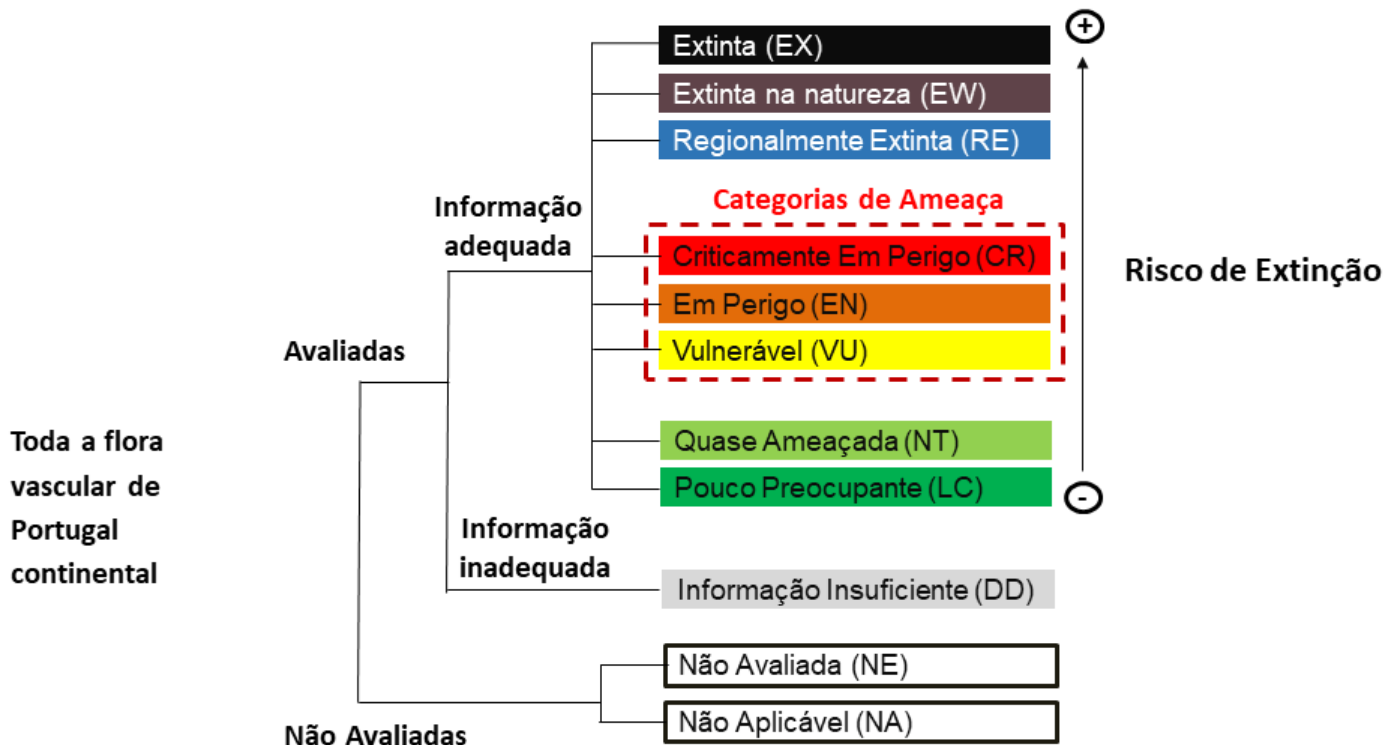 Extinta (EX)
+
Extinta na natureza (EW)
Regionalmente Extinta (RE)
Informação
adequada
Categorias de Ameaça
Criticamente Em Perigo (CR)
Em Perigo (EN)
Vulnerável (VU)
Risco de Extinção
Avaliadas
Toda a flora
vascular de
Portugal
continental
Quase Ameaçada (NT)
Pouco Preocupante (LC)
-
Informação
inadequada
Informação Insuficiente (DD)
Não Avaliada (NE)
Não Aplicável (NA)
Não Avaliadas